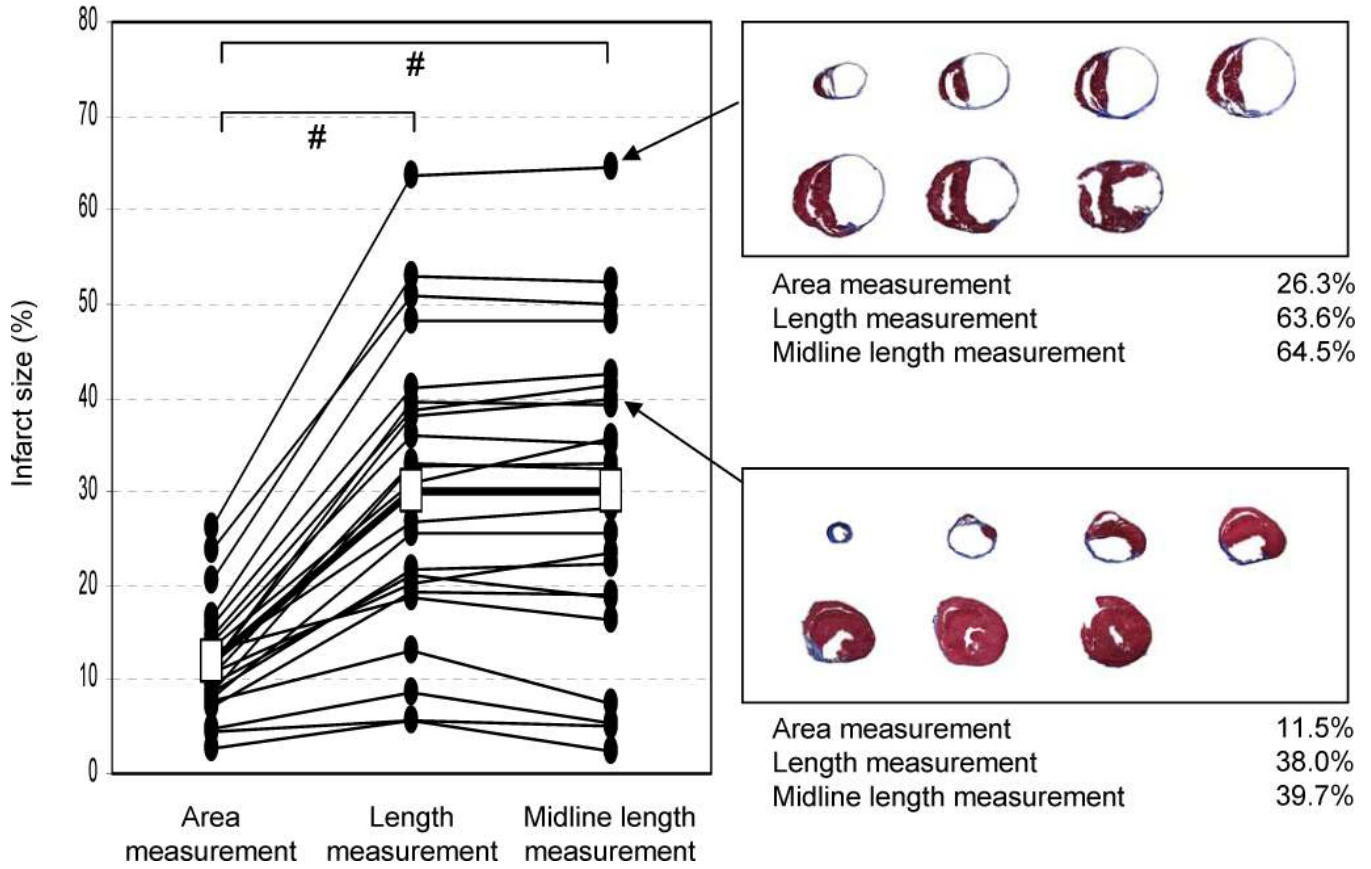 80
70
60
50
40
30
20
10
0
Infarct size (%)
#
#
Area
measurement
Length
measurement
Midline length
measurement
Area measurement 26.3%
Length measurement 63.6%
Midline length measurement 64.5%
Area measurement 11.5%
Length measurement 38.0%
Midline length measurement 39.7%